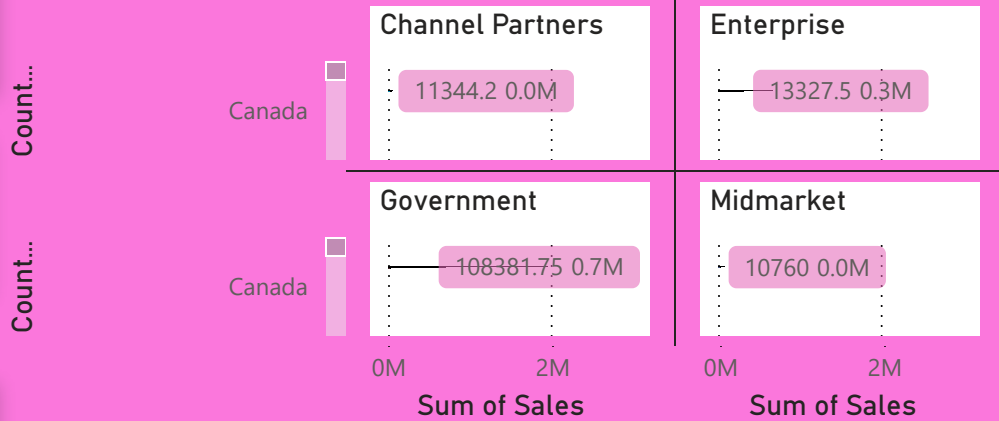 Channel Partners
Enterprise
Count...
Canada
11344.2 0.0M
13327.5 0.3M
Government
Midmarket
Count...
Canada
108381.75 0.7M
10760 0.0M
0M
2M
0M
2M
Sum of Sales
Sum of Sales